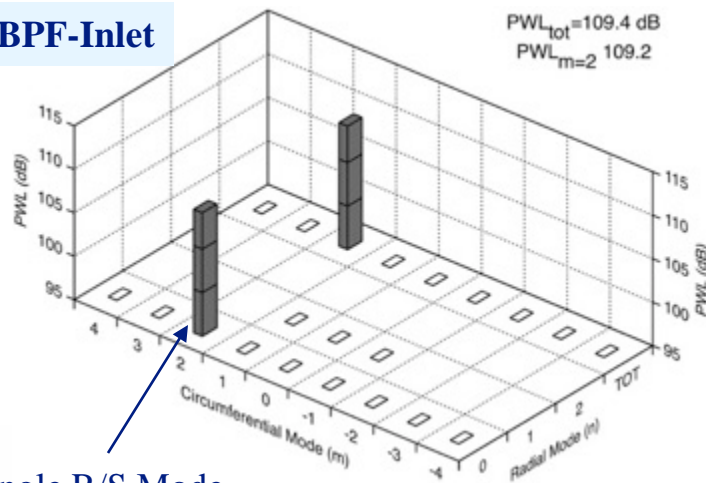 BPF-Inlet
PWLtot=109.4 dB
PWLm=2 109.2
115
110
105
100
95
PWL (dB)
115
110
105
100
95
PWL (dB)
4
3
2
1
0
-1
-2
-3
-4
Circumferential Mode (m)
0
1
2
TOT
Radial Mode (n)
R/S Mode